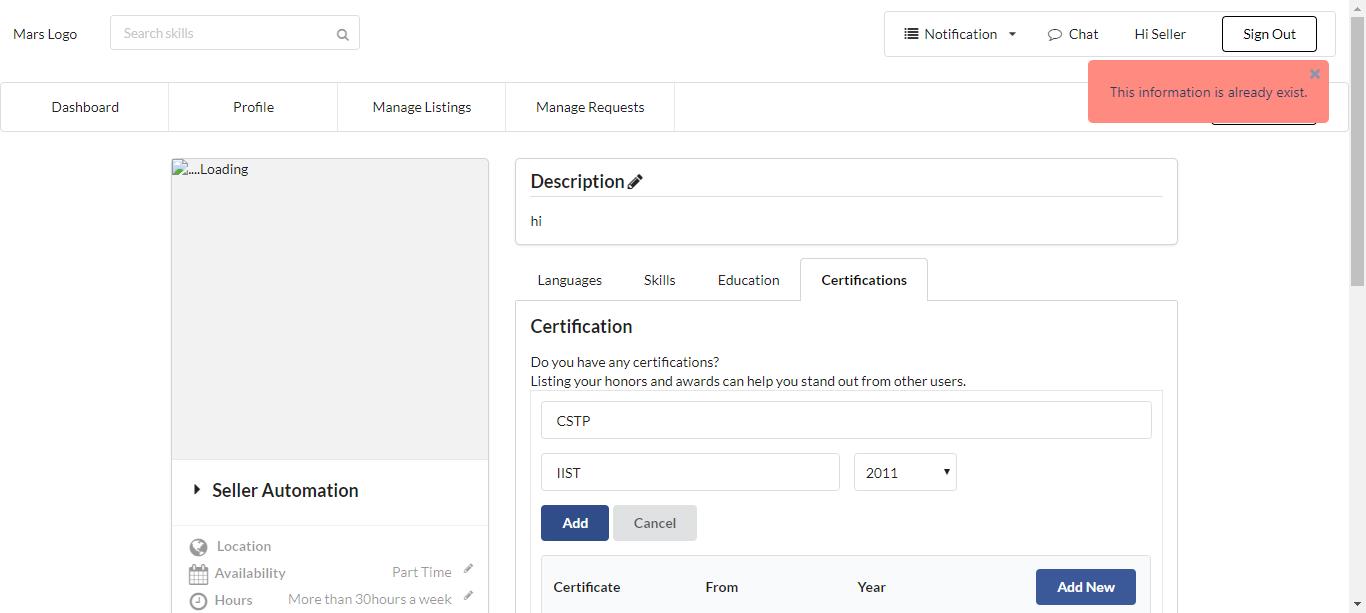 Mars Logo
Search skills
Notification
Chat
Hi Seller
Sign Out
This information is already exist.
Dashboard
Profile
Manage Listings
Manage Requests
....Loading
Description
hi
Languages
Skills
Education
Certifications
Certification
Do you have any certifications?
Listing your honors and awards can help you stand out from other users.
CSTP
IIST
2011
Add
Cancel
Seller Automation
Location
Availability
Part Time
Hours
More than 30hours a week
Certificate
From
Year
Add New